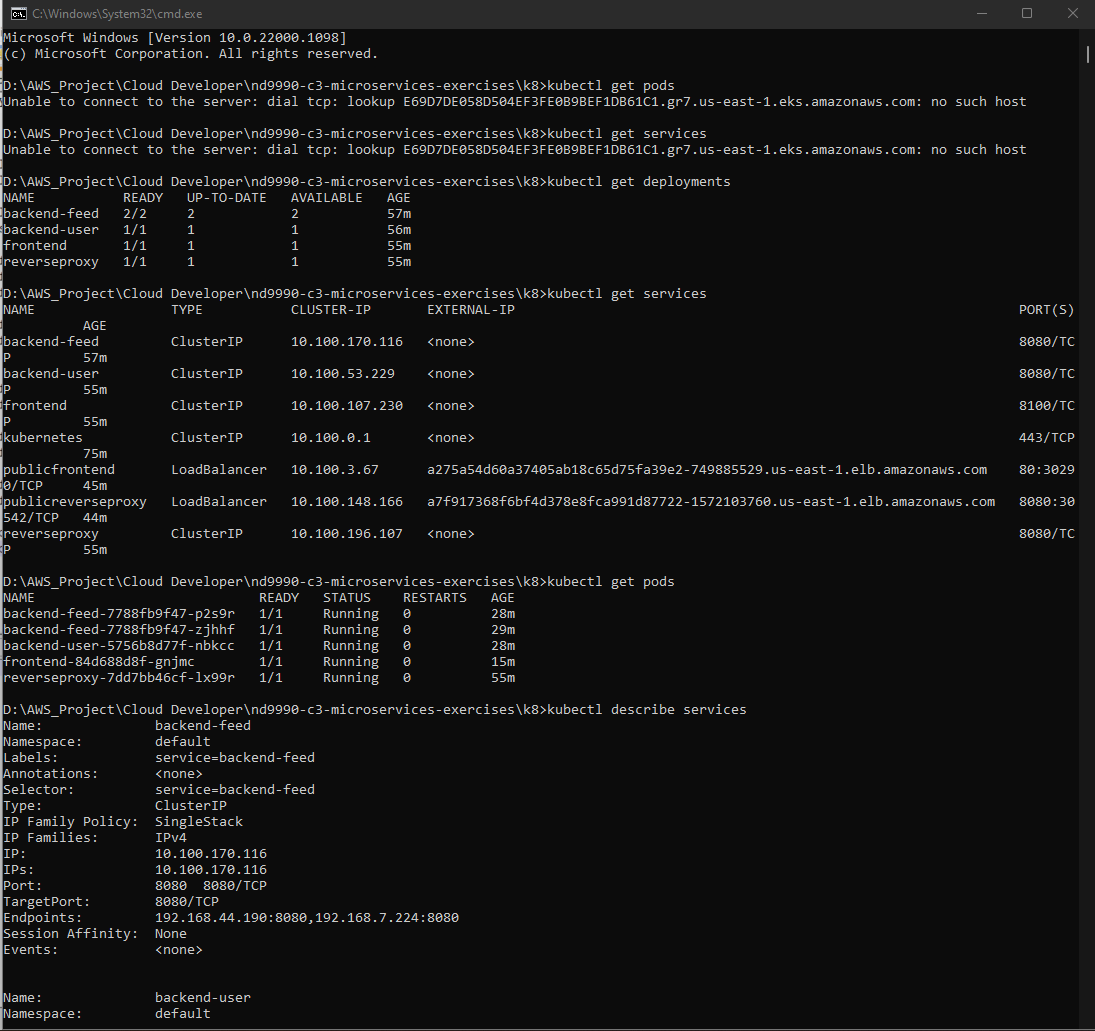 C:\Windows\System32\cmd.exe
Microsoft Windows [Version 10.0.22000.1098]
(c) Microsoft Corporation. All rights reserved.
D:\AWS_Project\Cloud Developer\nd9990-c3-microservices-exercises\k8>kubectl get pods
Unable to connect to the server: dial tcp: lookup E69D7DE058D504EF3FE0B9BEF1DB61C1.gr7.us-east-1.eks.amazonaws.com: no such host
D:\AWS_Project\Cloud Developer\nd9990-c3-microservices-exercises\k8>kubectl get services
Unable to connect to the server: dial tcp: lookup E69D7DE058D504EF3FE0B9BEF1DB61C1.gr7.us-east-1.eks.amazonaws.com: no such host
D:\AWS_Project\Cloud Developer\nd9990-c3-microservices-exercises\k8>kubectl get deployments
NAME READY UP-TO-DATE AVAILABLE AGE
backend-feed 2/2 2 2 57m
backend-user 1/1 1 1 56m
frontend 1/1 1 1 55m
reverseproxy 1/1 1 1 55m
D:\AWS_Project\Cloud Developer\nd9990-c3-microservices-exercises\k8>kubectl get services
NAME TYPE CLUSTER-IP EXTERNAL-IP PORT(S)
AGE
backend-feed ClusterIP 10.100.170.116 <none> 8080/TC
P 57m
backend-user ClusterIP 10.100.53.229 <none> 8080/TC
P 55m
frontend ClusterIP 10.100.107.230 <none> 8100/TC
P 55m
kubernetes ClusterIP 10.100.0.1 <none> 443/TCP
75m
publicfrontend LoadBalancer 10.100.3.67 a275a54d60a37405ab18c65d75fa39e2-749885529.us-east-1.elb.amazonaws.com 80:3029
0/TCP 45m
publicreverseproxy LoadBalancer 10.100.148.166 a7f917368f6bf4d378e8fca991d87722-1572103760.us-east-1.elb.amazonaws.com 8080:30
542/TCP 44m
reverseproxy ClusterIP 10.100.196.107 <none> 8080/TC
P 55m
D:\AWS_Project\Cloud Developer\nd9990-c3-microservices-exercises\k8>kubectl get pods
NAME READY STATUS RESTARTS AGE
backend-feed-7788fb9f47-p2s9r 1/1 Running 0 28m
backend-feed-7788fb9f47-zjhhf 1/1 Running 0 29m
backend-user-5756b8d77f-nbkcc 1/1 Running 0 28m
frontend-84d688d8f-gnjmc 1/1 Running 0 15m
reverseproxy-7dd7bb46cf-lx99r 1/1 Running 0 55m
D:\AWS_Project\Cloud Developer\nd9990-c3-microservices-exercises\k8>kubectl describe services
Name: backend-feed
Namespace: default
Labels: service=backend-feed
Annotations: <none>
Selector: service=backend-feed
Type: ClusterIP
IP Family Policy: SingleStack
IP Families: IPv4
IP: 10.100.170.116
IPs: 10.100.170.116
Port: 8080 8080/TCP
TargetPort: 8080/TCP
Endpoints: 192.168.44.190:8080,192.168.7.224:8080
Session Affinity: None
Events: <none>
Name: backend-user
Namespace: default